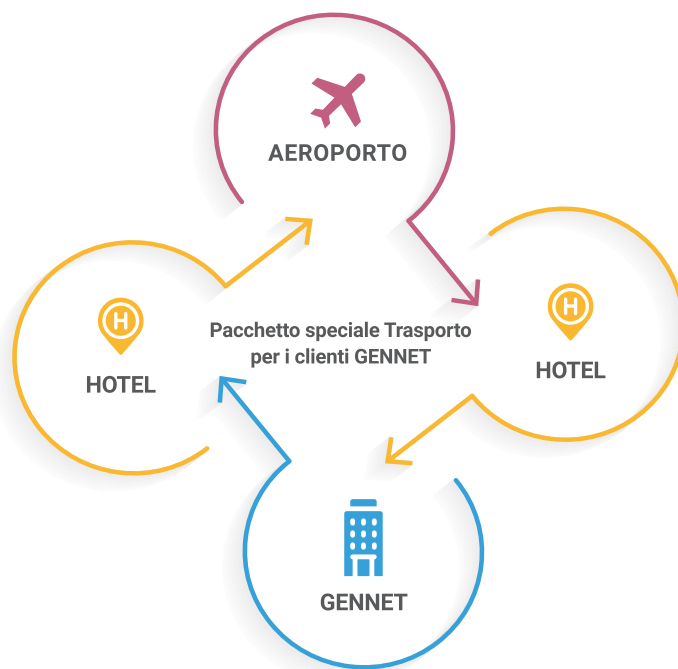 AEROPORTO
H
HOTEL
Pacchetto speciale Trasporto
per i clienti GENNET
H
HOTEL
GENNET